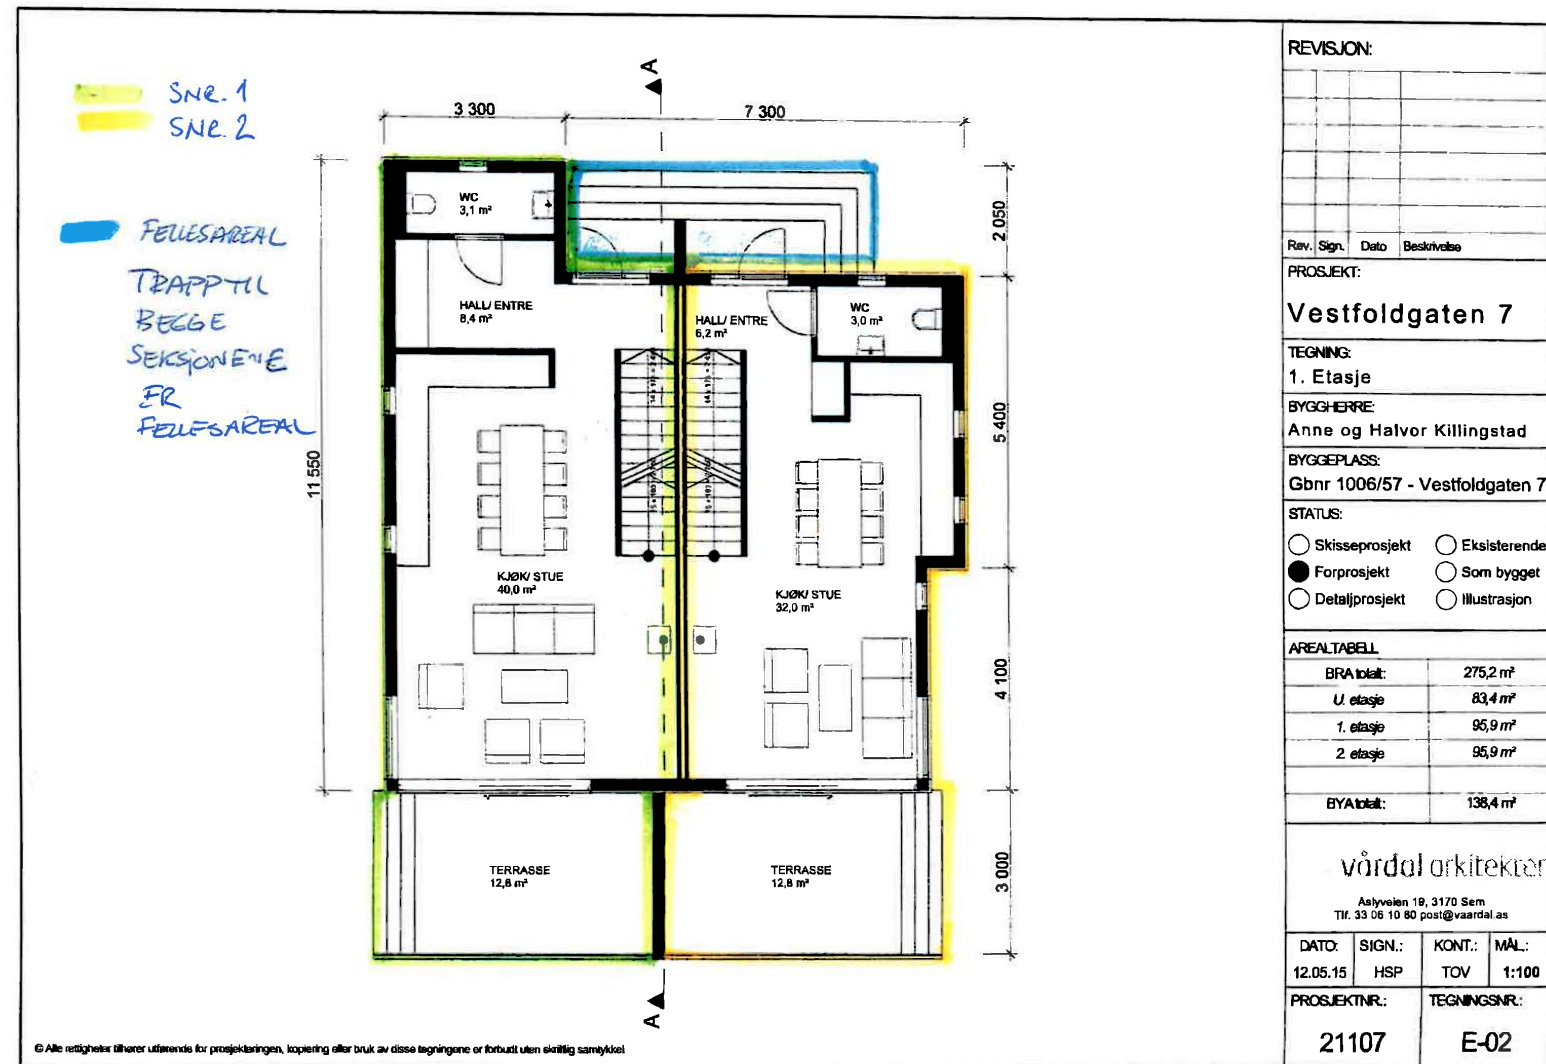 SNR. 1
SNR. 2
FELLESAREAL
TRAPP TIL
BEGGE
SEKSJONENE
ER
FELLESAREAL
A
3 300
7 300
11 550
2 050
5 400
4 100
3 000
WC
3,1 m²
HALL/ ENTRE
8,4 m²
HALL/ ENTRE
6,2 m²
WC
3,0 m²
KJØK/ STUE
40,0 m²
KJØK/ STUE
32,0 m²
TERRASSE
12,8 m²
TERRASSE
12,8 m²
A
© Alle rettigheter tilhører utførende for prosjekteringen, kopiering eller bruk av disse tegningene er forbudt uten skriftlig samtykke!
REVISJON:
Rev. Sign. Dato Beskrivelse
PROSJEKT:
Vestfoldgaten 7
TEGNING:
1. Etasje
BYGGHERRE:
Anne og Halvor Killingstad
BYGGEPLASS:
Gbnr 1006/57 - Vestfoldgaten 7
STATUS:
Skisseprosjekt Eksisterende
Forprosjekt Som bygget
Detaljprosjekt Illustrasjon
AREALTABELL
BRA totalt: 275,2 m²
U. etasje 83,4 m²
1. etasje 95,9 m²
2. etasje 95,9 m²
BYA totalt: 138,4 m²
vårdal arkitekter
Aslyveien 19, 3170 Sem
Tlf. 33 06 10 80 post@vaardal.as
DATO: SIGN.: KONT.: MÅL.:
12.05.15 HSP TOV 1:100
PROSJEKTNR.: TEGNINGSNR.:
21107 E-02